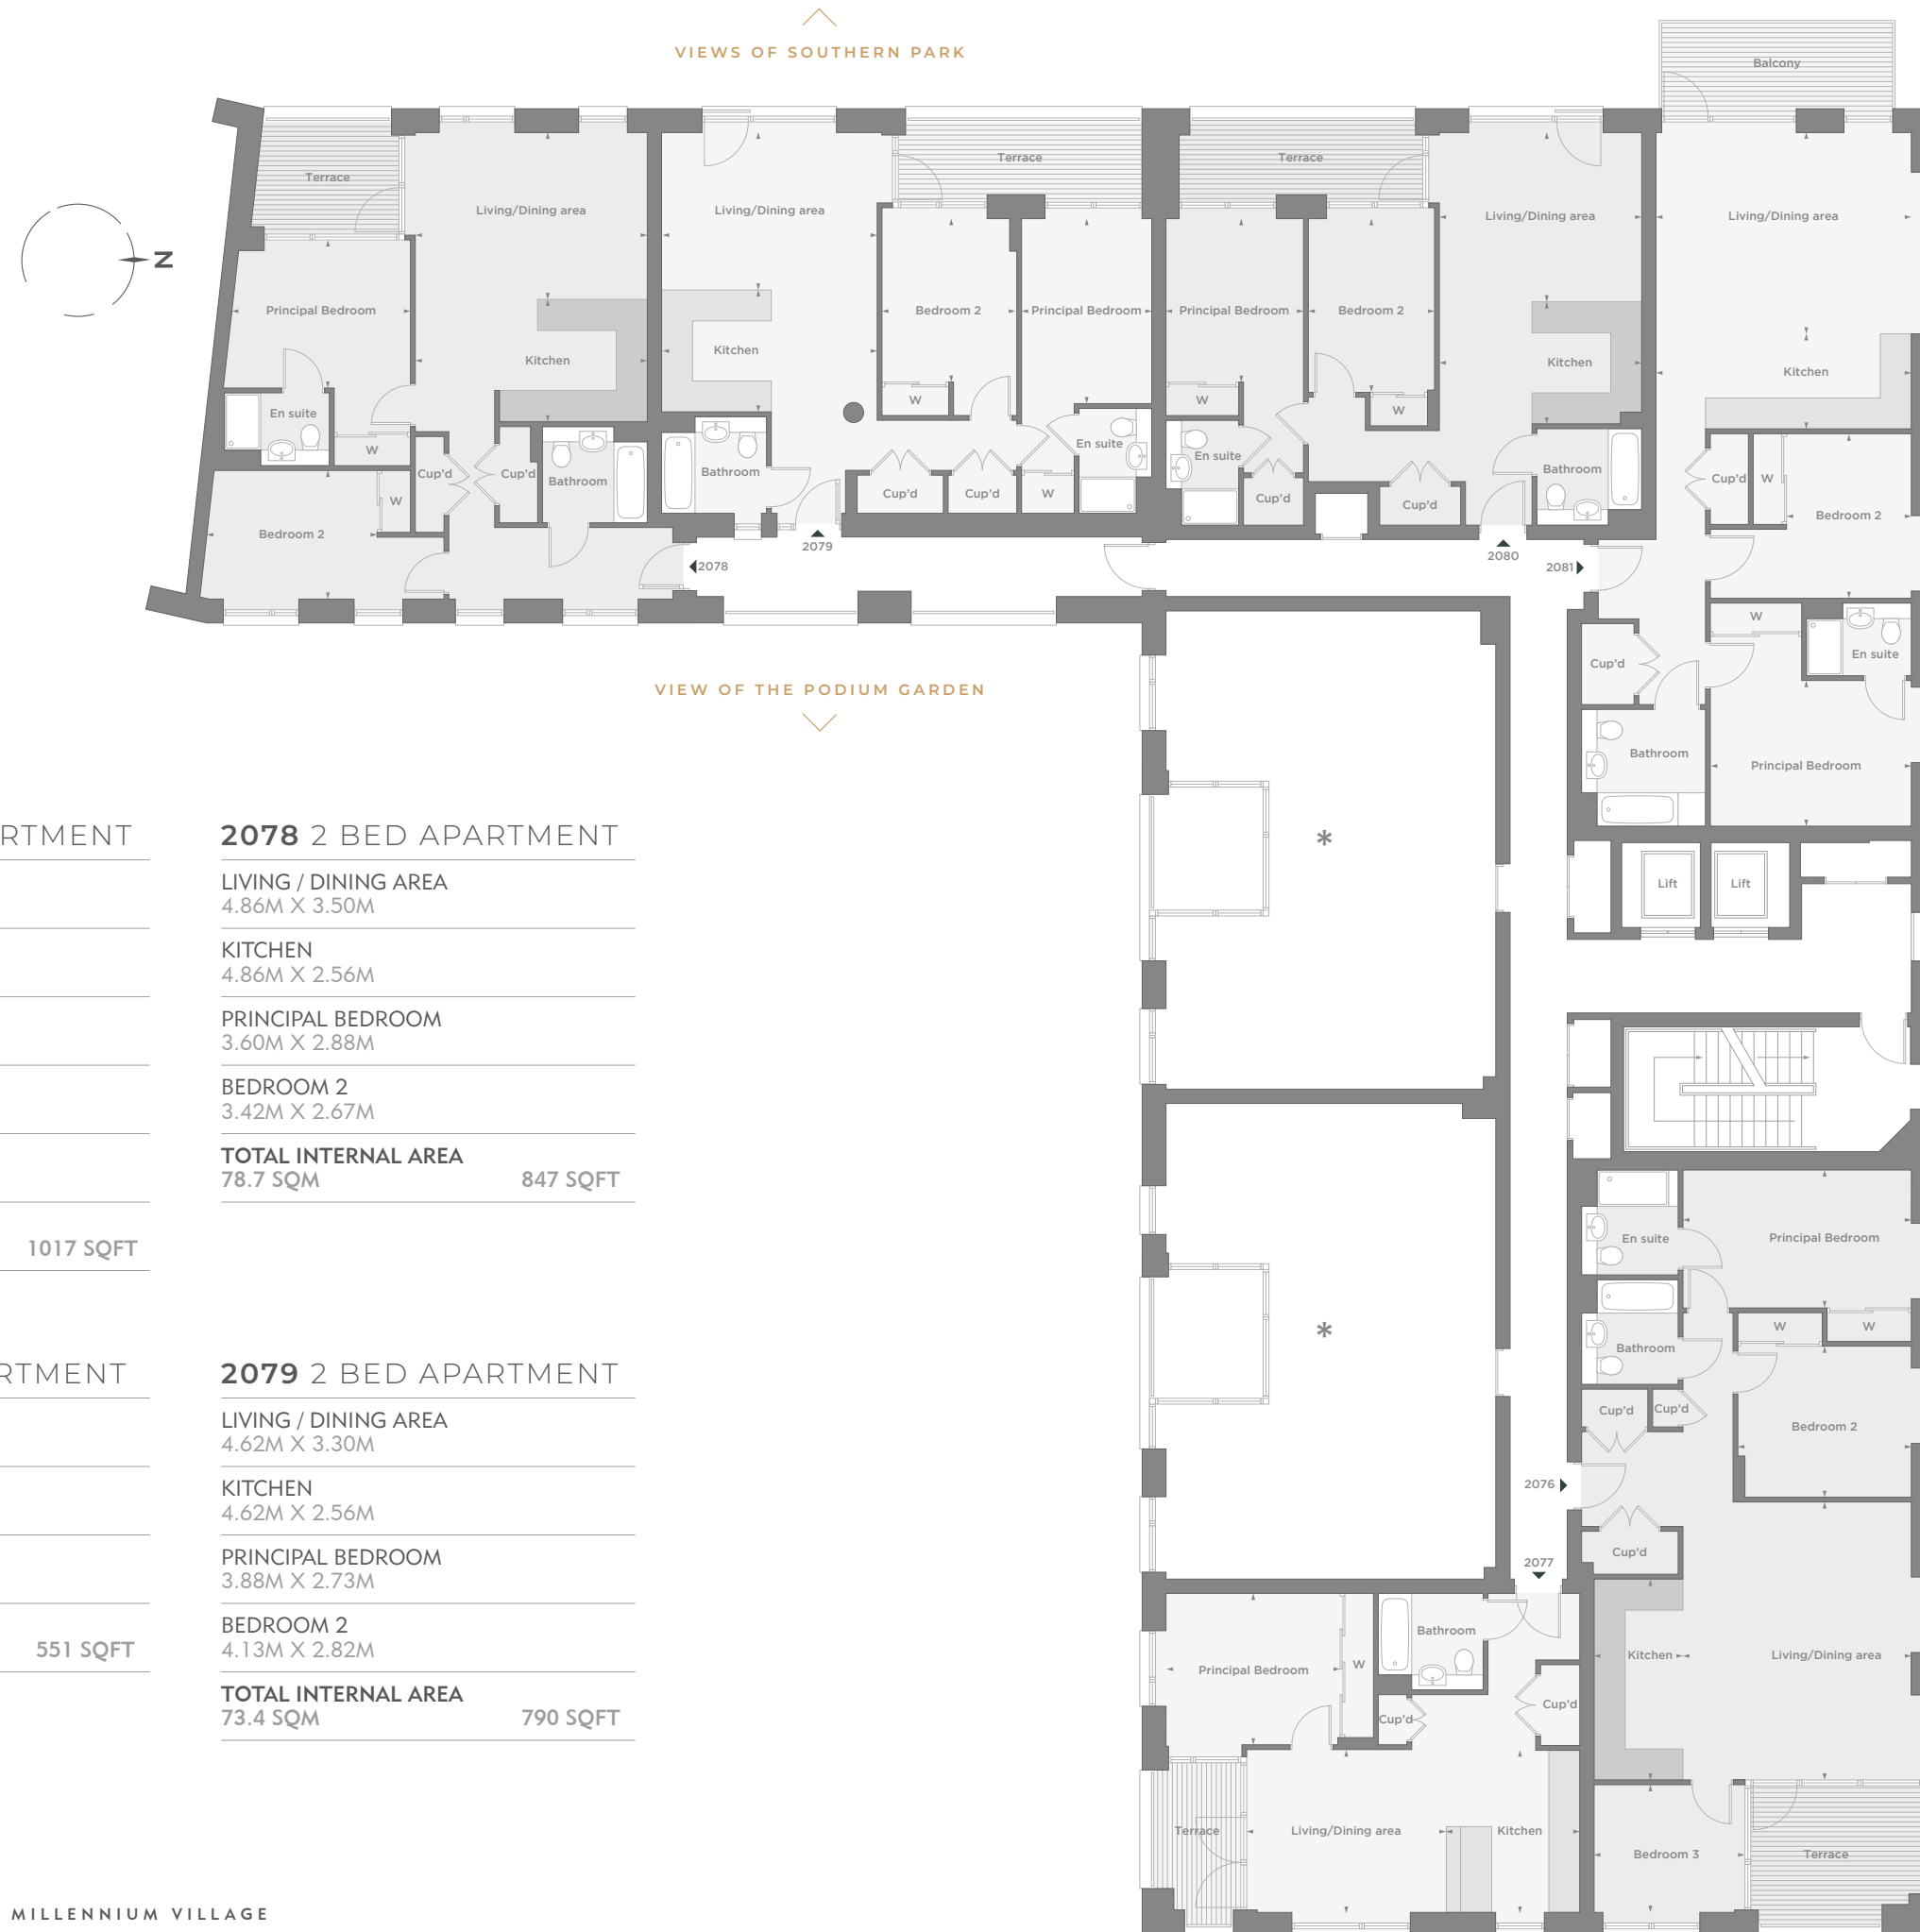 VIEWS OF SOUTHERN PARK
Balcony
Terrace
Living/Dining area
Living/Dining area
Terrace
Terrace
Living/Dining area
Living/Dining area
N
Principal Bedroom
Kitchen
Kitchen
Bedroom 2
Principal Bedroom
Principal Bedroom
Bedroom 2
Kitchen
Kitchen
En suite
W
Cup'd
Cup'd
Bathroom
Bathroom
W
En suite
W
En suite
W
Bathroom
Cup'd
W
Bedroom 2
W
Cup'd
Cup'd
W
Cup'd
Cup'd
Bedroom 2
2078
2079
2080
2081
W
En suite
Cup'd
Bathroom
Principal Bedroom
VIEW OF THE PODIUM GARDEN
Lift
Lift
*
*
En suite
Principal Bedroom
W
W
Bathroom
Cup'd
Cup'd
Bedroom 2
2076
Cup'd
2077
Kitchen
Living/Dining area
Bathroom
Principal Bedroom
W
Cup'd
Cup'd
Terrace
Living/Dining area
Kitchen
Bedroom 3
Terrace
RTMENT
1017 SQFT
RTMENT
551 SQFT
2078 2 BED APARTMENT
LIVING / DINING AREA
4.86M X 3.50M
KITCHEN
4.86M X 2.56M
PRINCIPAL BEDROOM
3.60M X 2.88M
BEDROOM 2
3.42M X 2.67M
TOTAL INTERNAL AREA
78.7 SQM 847 SQFT
2079 2 BED APARTMENT
LIVING / DINING AREA
4.62M X 3.30M
KITCHEN
4.62M X 2.56M
PRINCIPAL BEDROOM
3.88M X 2.73M
BEDROOM 2
4.13M X 2.82M
TOTAL INTERNAL AREA
73.4 SQM 790 SQFT
MILLENNIUM VILLAGE